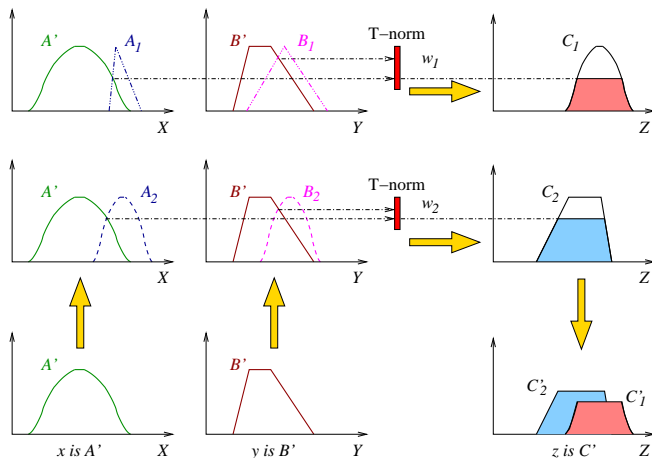 A' A1 B' B1 T-norm w1 C1
X Y Z
A' A2 B' B2 T-norm w2 C2
X Y Z
A' B' C'2 C'1
X Y Z
x is A' y is B' z is C'